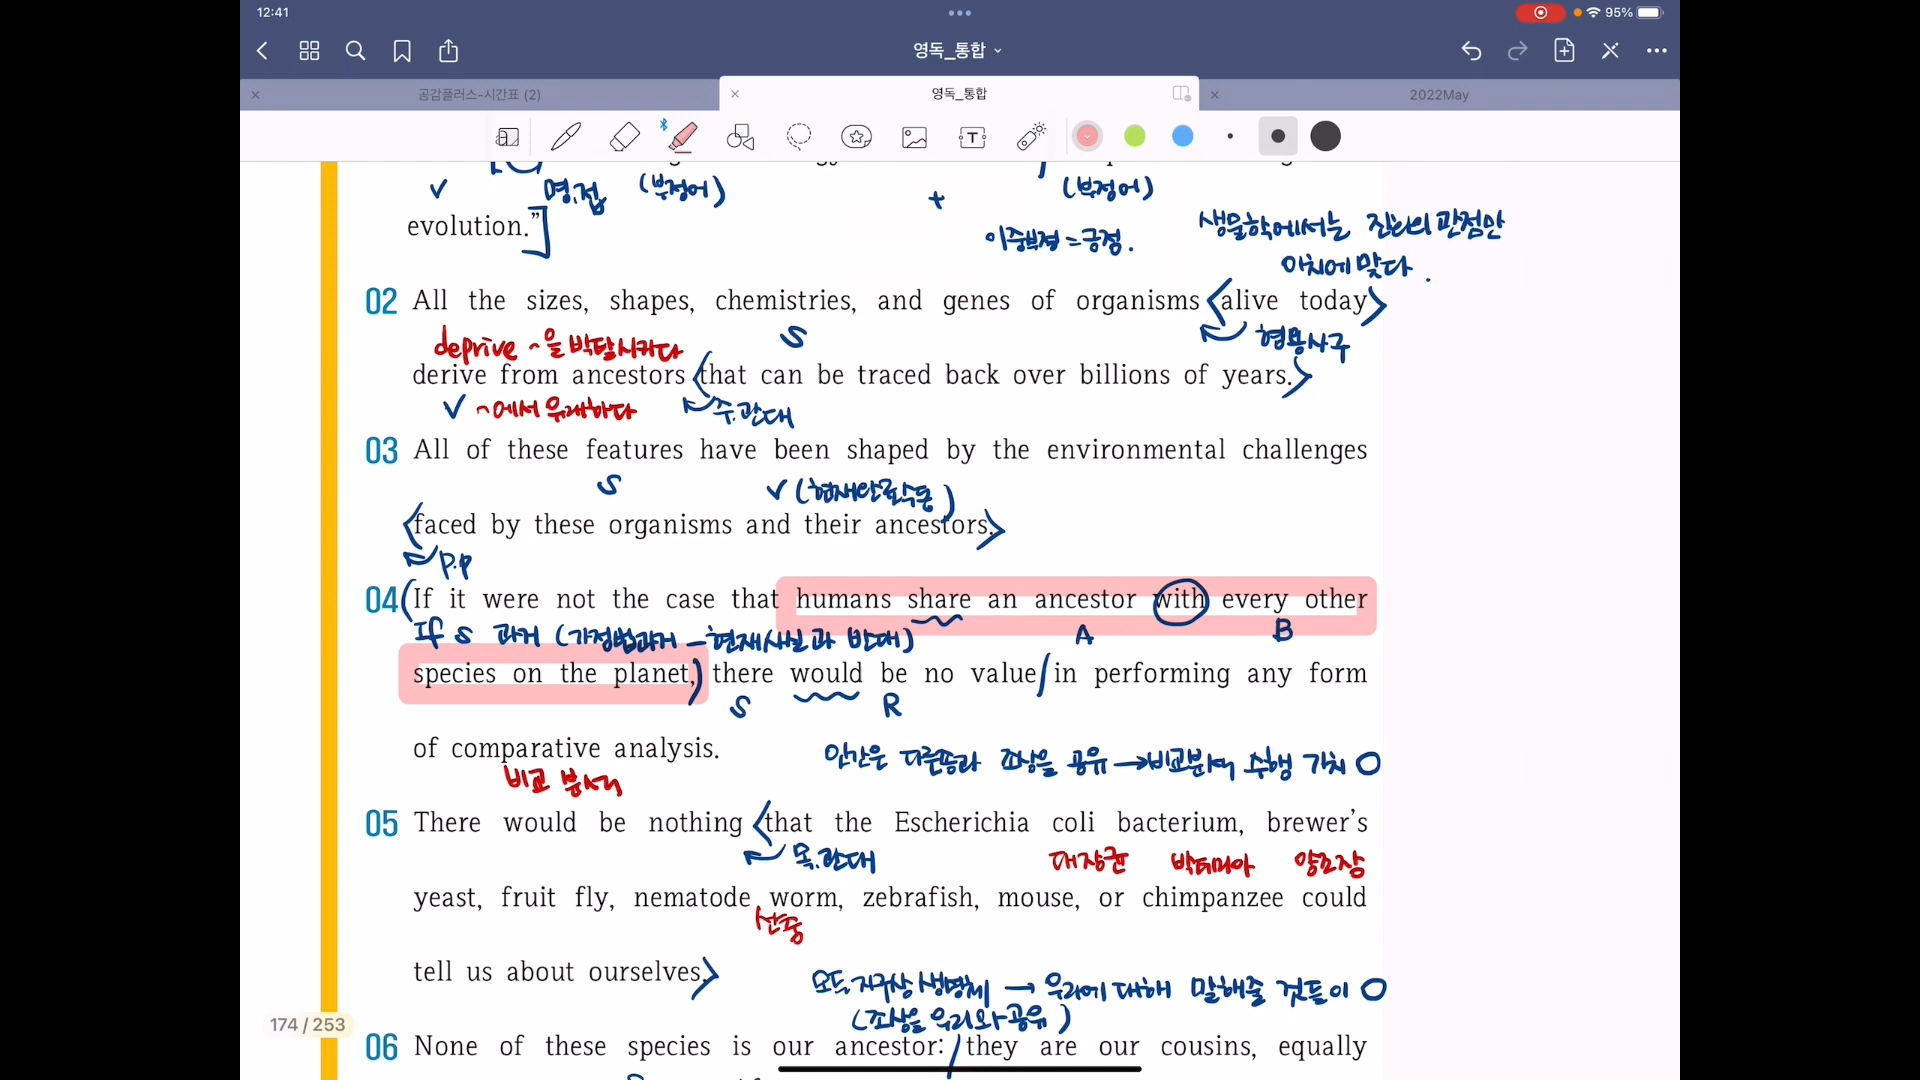 12:41
95%
영독_통합
공감플러스-시간표 (2)
영독_통합
2022May
명.접 (부정어) + (부정어)
evolution.”
이중부정 = 긍정.
생물학에서는 진화의 관점만
이치에 맞다.
02 All the sizes, shapes, chemistries, and genes of organisms alive today
deprive ~을 박탈시키다 S 형용사구
derive from ancestors that can be traced back over billions of years.
V ~에서 유래하다 주.관대
03 All of these features have been shaped by the environmental challenges
S V (현재완료수동)
faced by these organisms and their ancestors.
P.P
04 (If it were not the case that humans share an ancestor with every other
If S 과거 (가정법과거 - 현재사실과 반대) A B
species on the planet,) there would be no value / in performing any form
S R
of comparative analysis.
비교 분석
인간은 다른종과 조상을 공유 → 비교분석 수행 가치 O
05 There would be nothing that the Escherichia coli bacterium, brewer’s
목.관대 대장균 박테리아 양조장
yeast, fruit fly, nematode worm, zebrafish, mouse, or chimpanzee could
선충
tell us about ourselves.
모든 지구상 생명체 → 우리에 대해 말해줄 것들이 O
(조상을 우리와 공유)
174 / 253
06 None of these species is our ancestor: / they are our cousins, equally